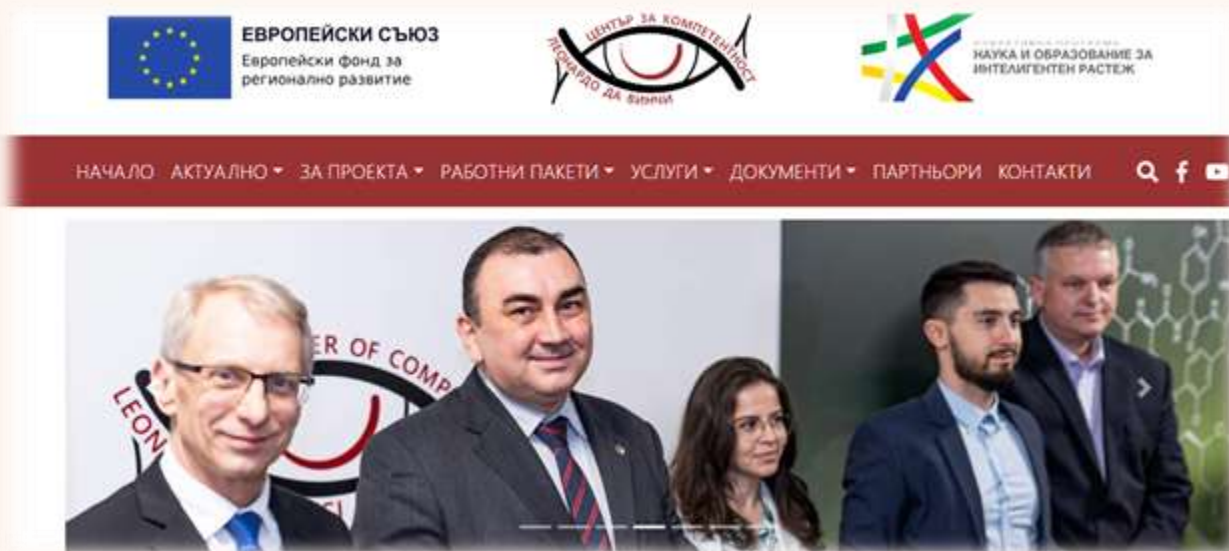 ЕВРОПЕЙСКИ СЪЮЗ
Европейски фонд за
регионално развитие
ЦЕНТЪР ЗА КОМПЕТЕНТНОСТ
ЛЕОНАРДО ДА ВИНЧИ
НАУКА И ОБРАЗОВАНИЕ ЗА
ИНТЕЛИГЕНТЕН РАСТЕЖ
НАЧАЛО АКТУАЛНО ЗА ПРОЕКТА РАБОТНИ ПАКЕТИ УСЛУГИ ДОКУМЕНТИ ПАРТНЬОРИ КОНТАКТИ
ER OF COMP
LEON